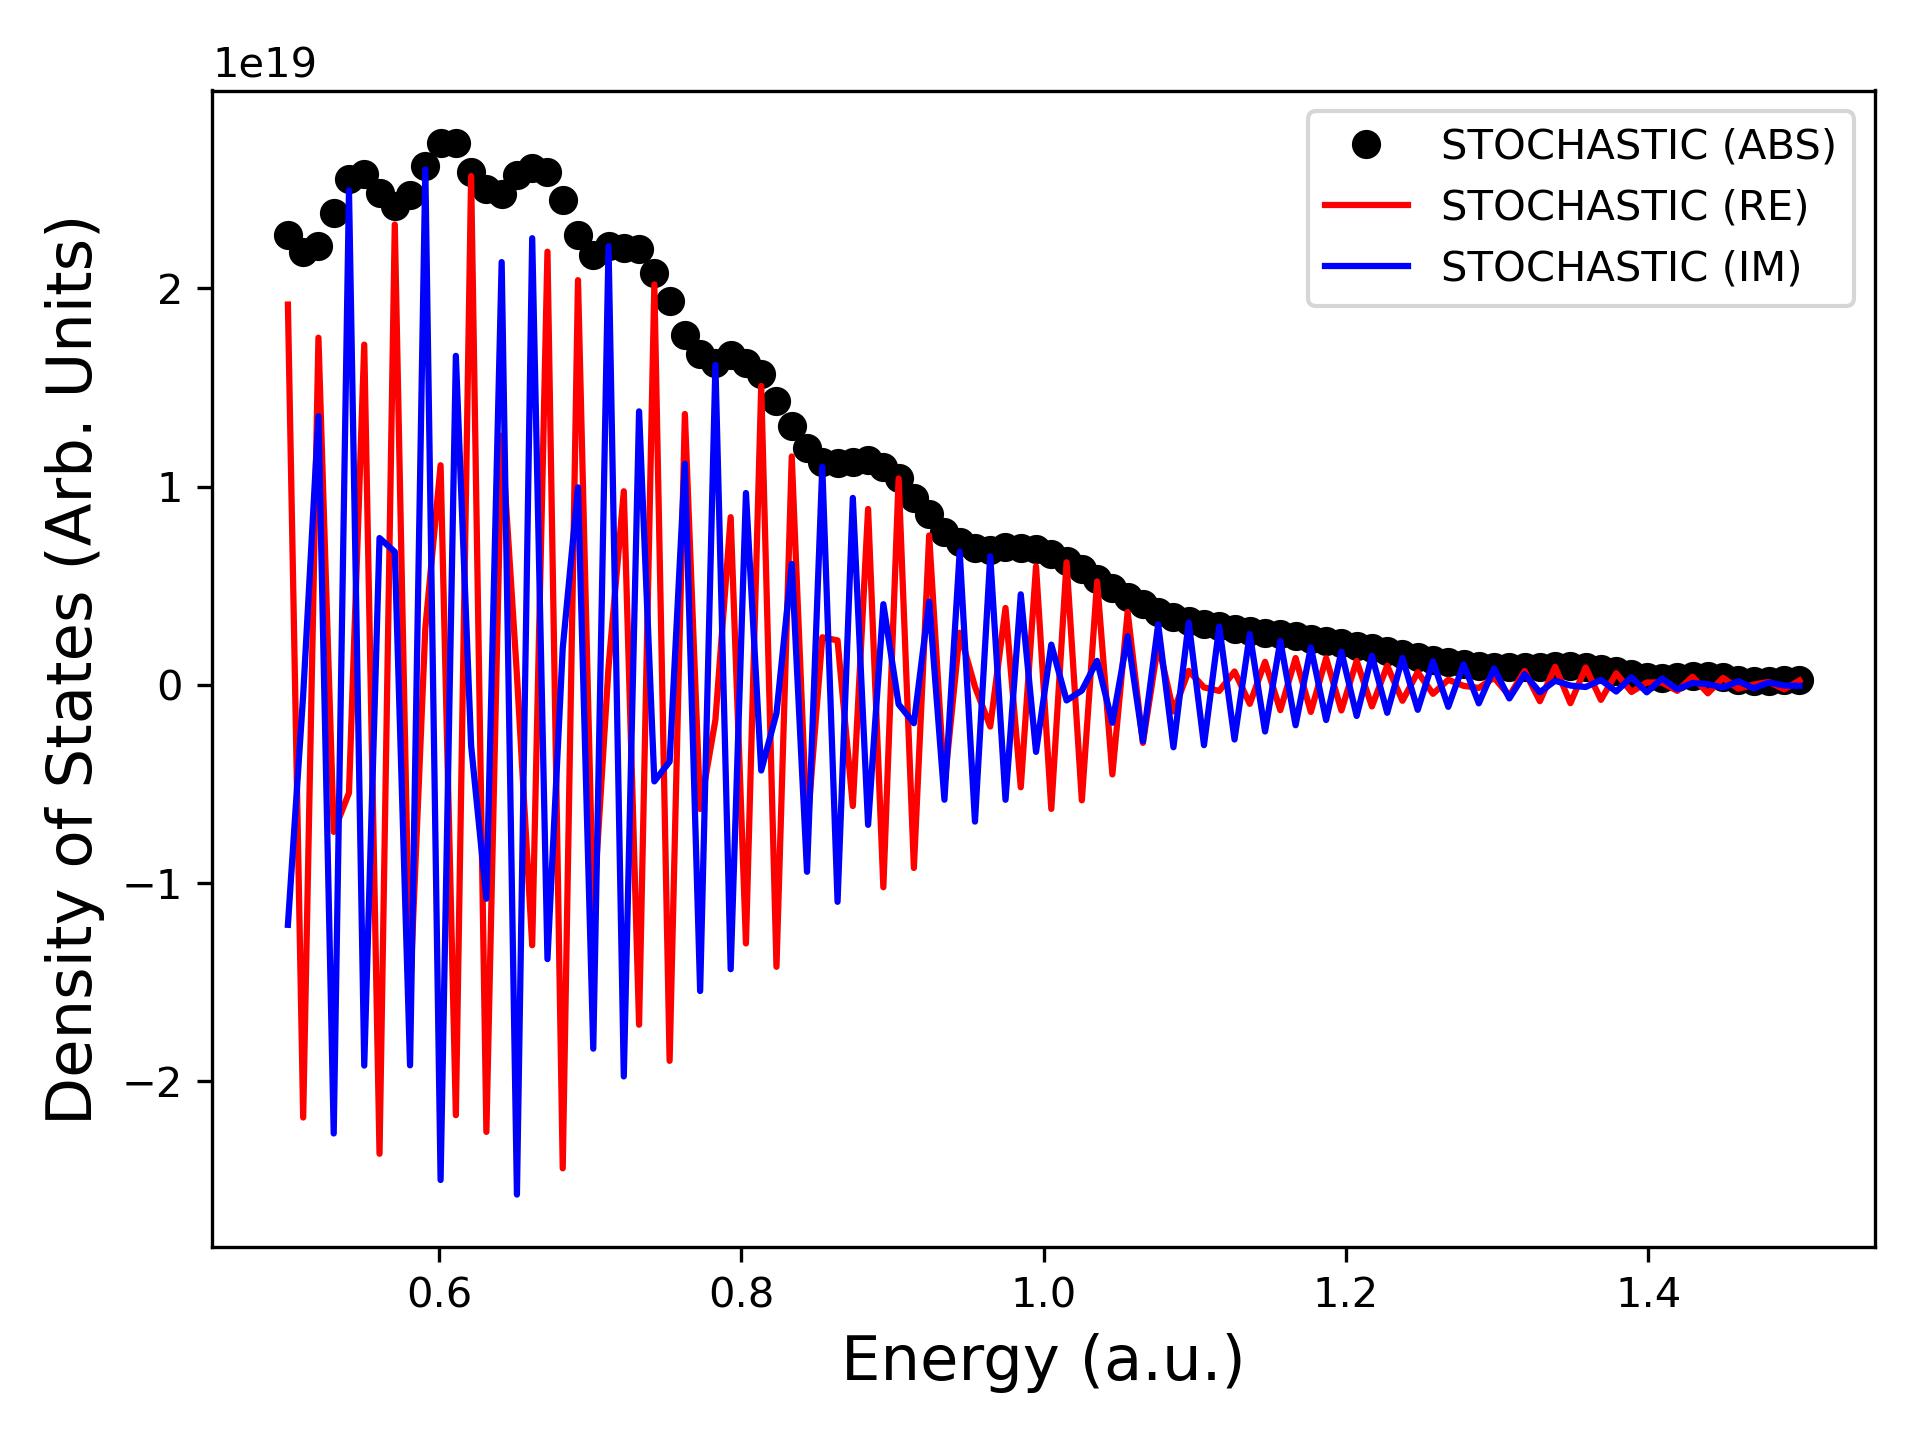 1e19
STOCHASTIC (ABS)
STOCHASTIC (RE)
STOCHASTIC (IM)
Density of States (Arb. Units)
2
1
0
−1
−2
0.6 0.8 1.0 1.2 1.4
Energy (a.u.)